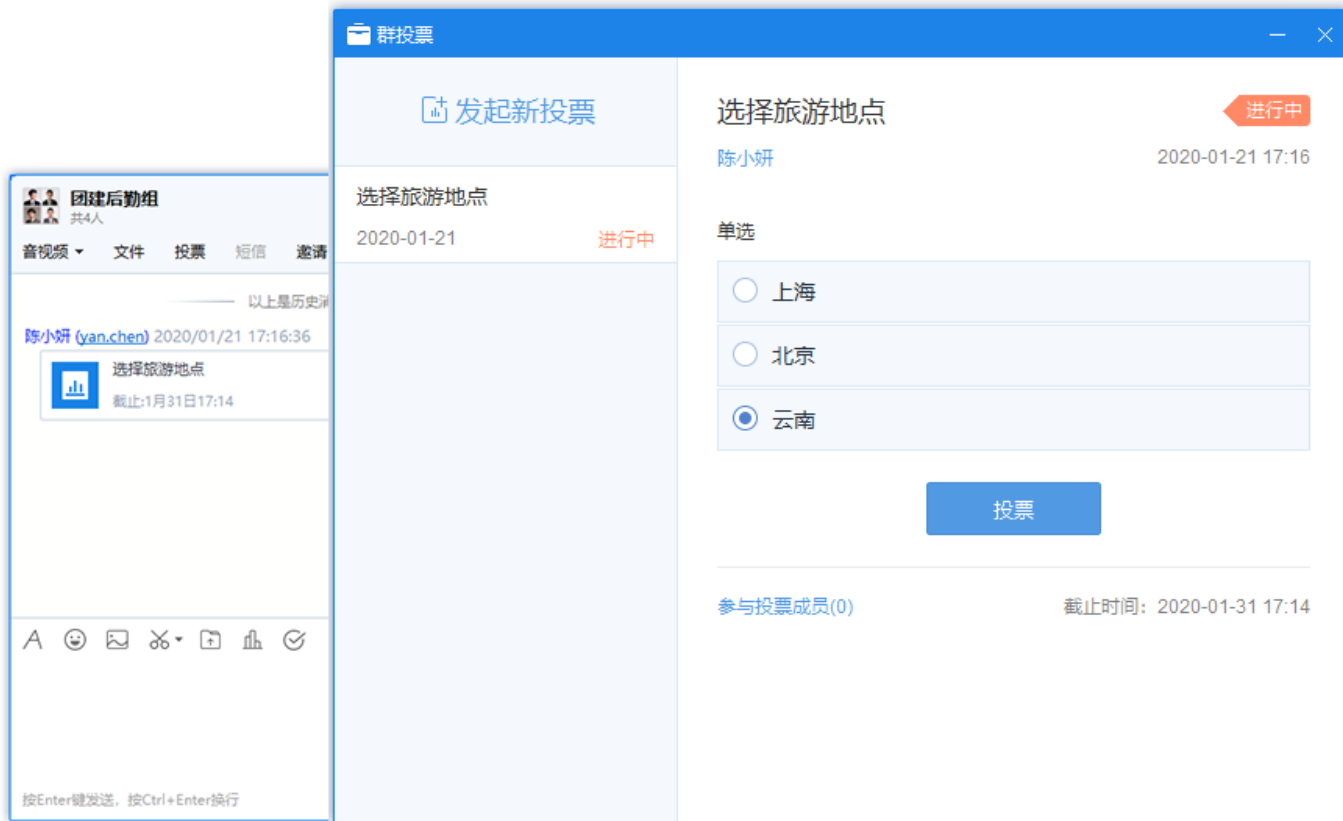 群投票
发起新投票
选择旅游地点
2020-01-21 进行中
选择旅游地点 进行中
陈小妍 2020-01-21 17:16
单选
上海
北京
云南
投票
参与投票成员(0) 截止时间：2020-01-31 17:14
团建后勤组
共4人
音视频 文件 投票 短信 邀请
以上是历史
陈小妍 (yan.chen) 2020/01/21 17:16:36
选择旅游地点
截止:1月31日17:14
按Enter键发送，按Ctrl+Enter换行